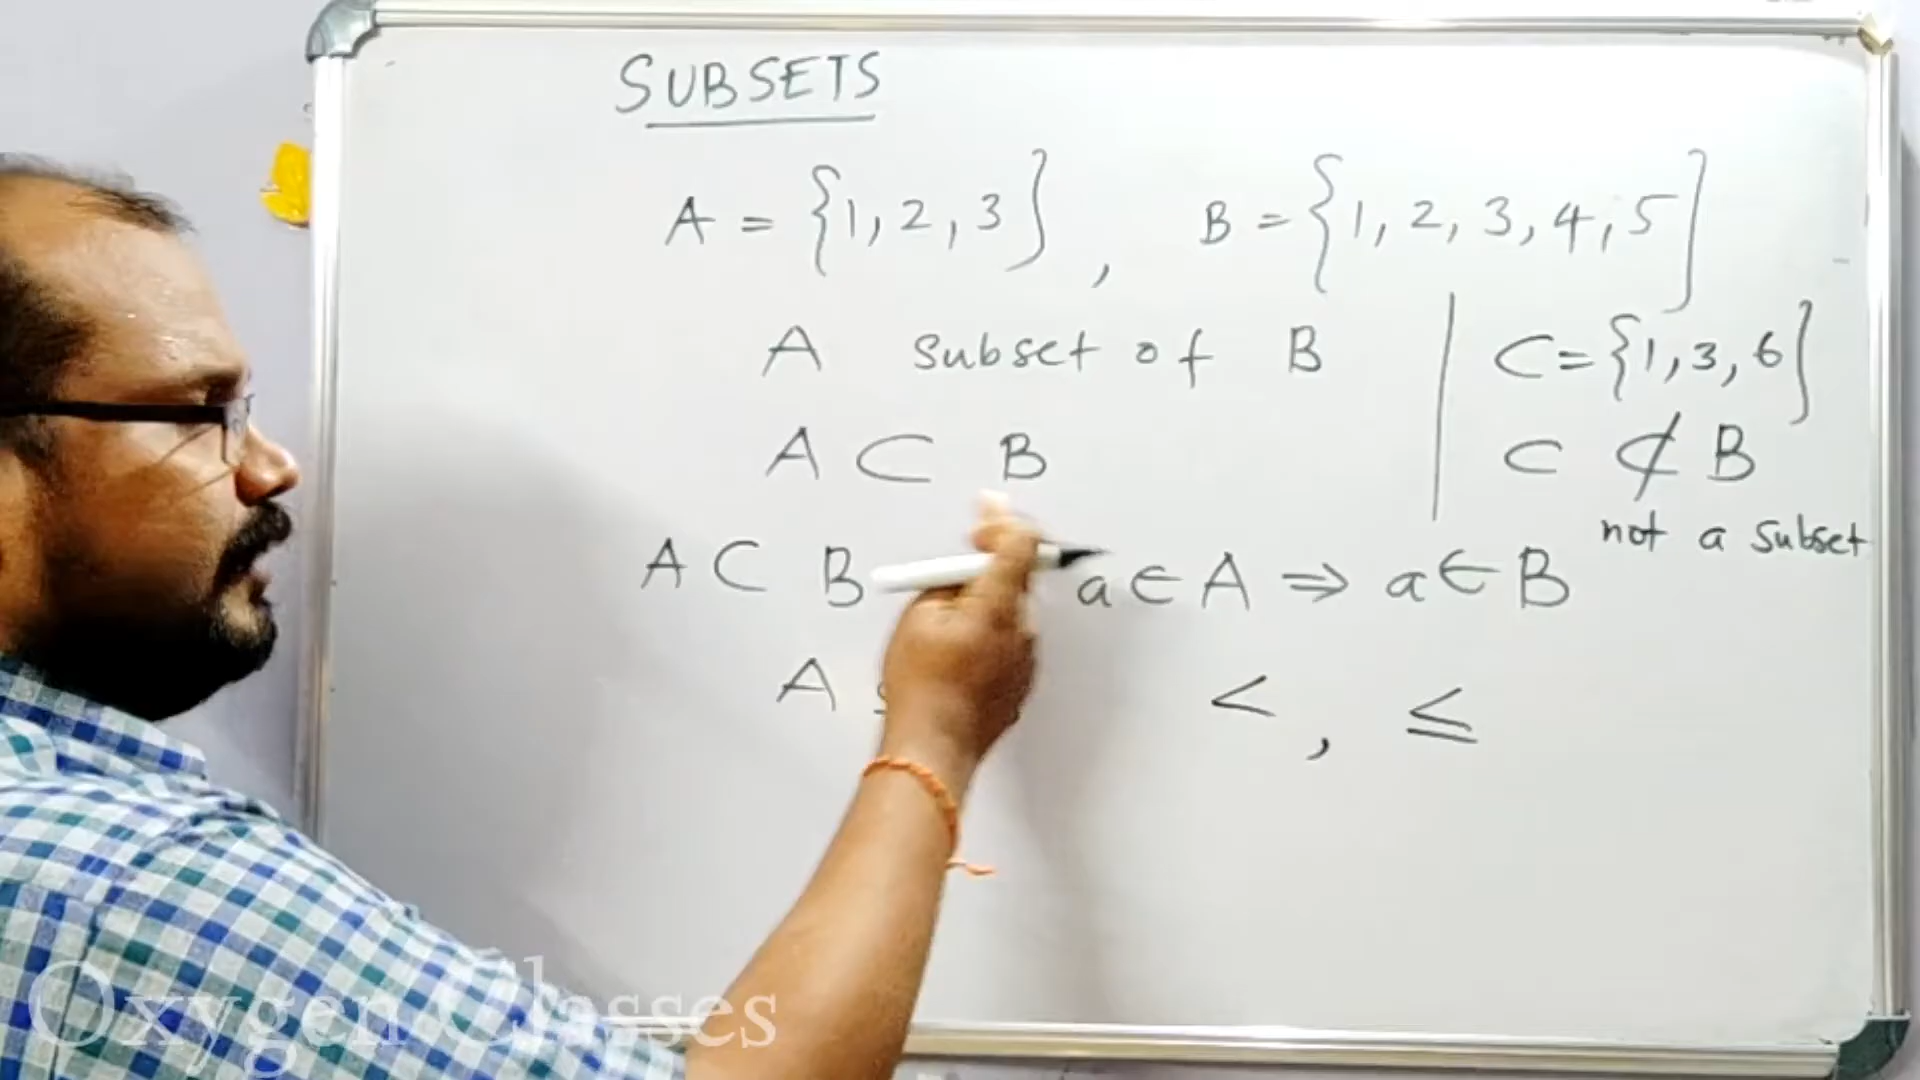 SUBSETS
A = {1, 2, 3} , B = {1, 2, 3, 4, 5}
A subset of B
A ⊂ B
C = {1, 3, 6}
C ⊄ B
not a subset
A ⊂ B a ∈ A ⇒ a ∈ B
A < , ≤
Oxygen Classes